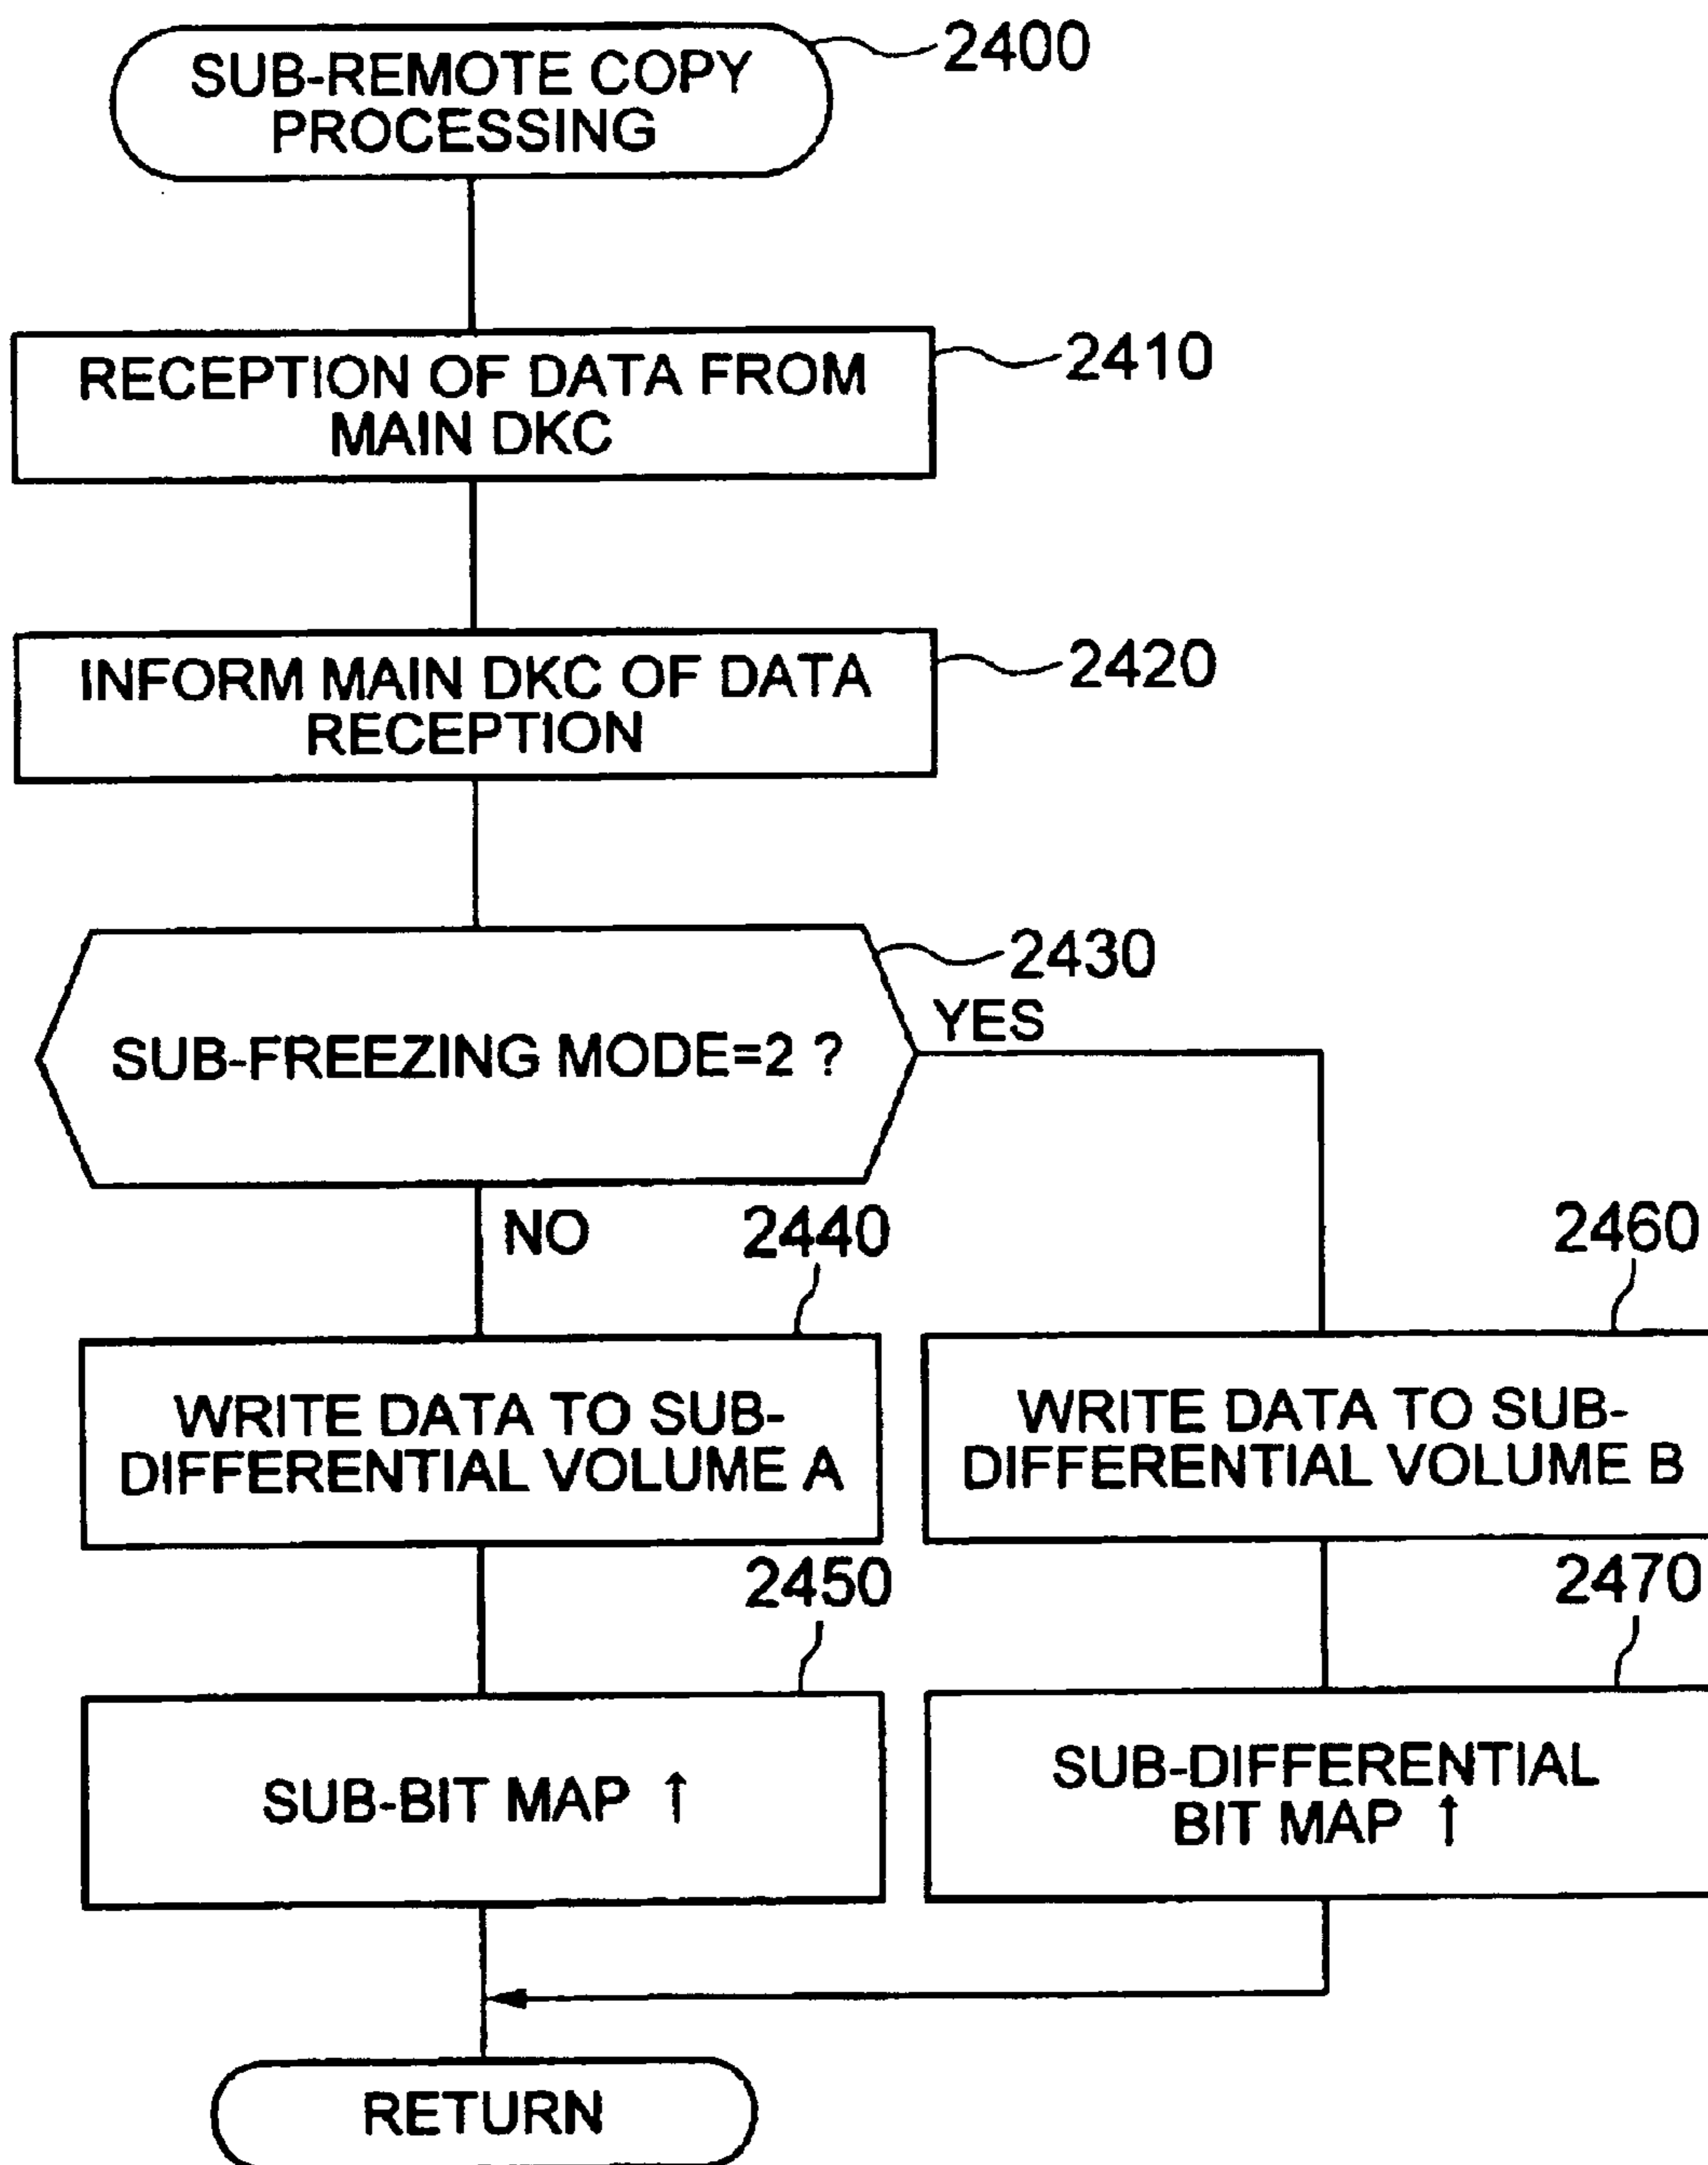 SUB-REMOTE COPY
PROCESSING
2400
RECEPTION OF DATA FROM
MAIN DKC
2410
INFORM MAIN DKC OF DATA
RECEPTION
2420
SUB-FREEZING MODE=2 ?
2430
YES
NO
2440
WRITE DATA TO SUB-
DIFFERENTIAL VOLUME A
2460
WRITE DATA TO SUB-
DIFFERENTIAL VOLUME B
2450
SUB-BIT MAP ↑
2470
SUB-DIFFERENTIAL
BIT MAP ↑
RETURN